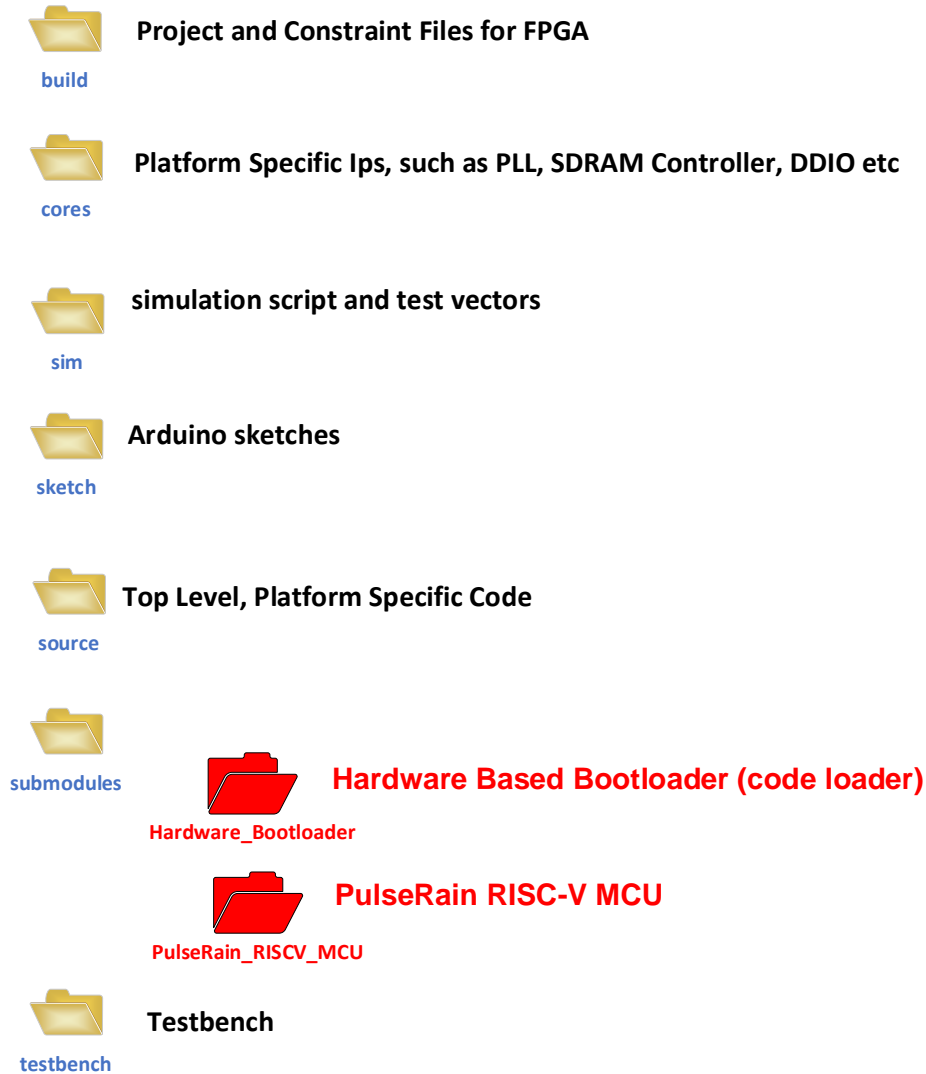 Project and Constraint Files for FPGA
build
Platform Specific Ips, such as PLL, SDRAM Controller, DDIO etc
cores
simulation script and test vectors
sim
Arduino sketches
sketch
Top Level, Platform Specific Code
source
submodules
Hardware Based Bootloader (code loader)
Hardware_Bootloader
PulseRain RISC-V MCU
PulseRain_RISCV_MCU
Testbench
testbench